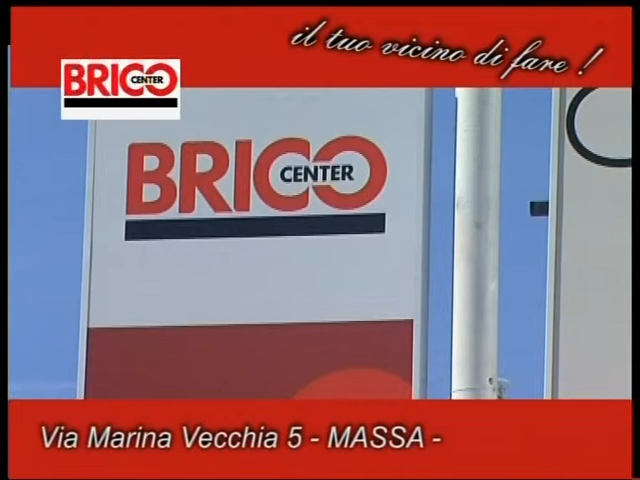 il tuo vicino di fare !
BRICO
CENTER
BRICO
CENTER
Via Marina Vecchia 5 - MASSA -